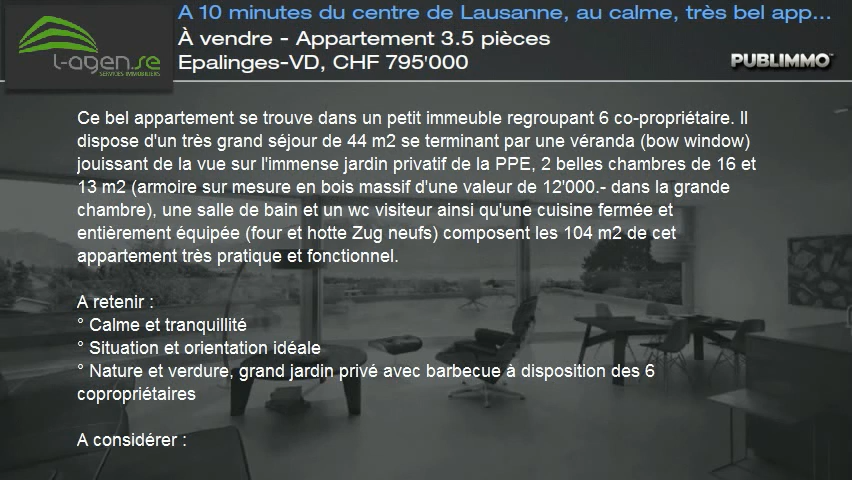 A 10 minutes du centre de Lausanne, au calme, très bel app...
L-agen.se
SERVICES IMMOBILIERS
À vendre - Appartement 3.5 pièces
Epalinges-VD, CHF 795'000
PUBLIMMO™
Ce bel appartement se trouve dans un petit immeuble regroupant 6 co-propriétaire. Il
dispose d'un très grand séjour de 44 m2 se terminant par une véranda (bow window)
jouissant de la vue sur l'immense jardin privatif de la PPE, 2 belles chambres de 16 et
13 m2 (armoire sur mesure en bois massif d'une valeur de 12'000.- dans la grande
chambre), une salle de bain et un wc visiteur ainsi qu'une cuisine fermée et
entièrement équipée (four et hotte Zug neufs) composent les 104 m2 de cet
appartement très pratique et fonctionnel.
A retenir :
° Calme et tranquillité
° Situation et orientation idéale
° Nature et verdure, grand jardin privé avec barbecue à disposition des 6
copropriétaires
A considérer :